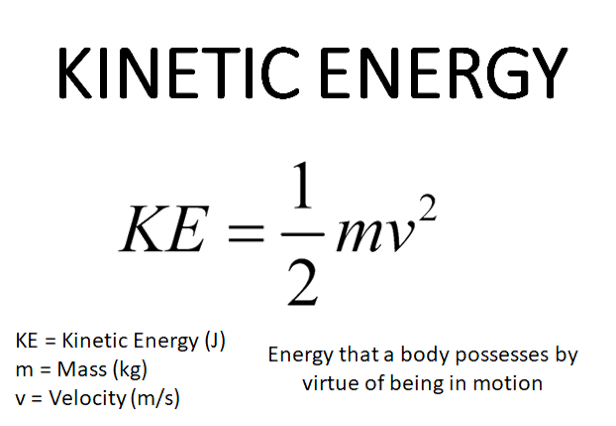 KINETIC ENERGY
KE = 1/2 mv²
KE = Kinetic Energy (J)
m = Mass (kg)
v = Velocity (m/s)
Energy that a body possesses by
virtue of being in motion